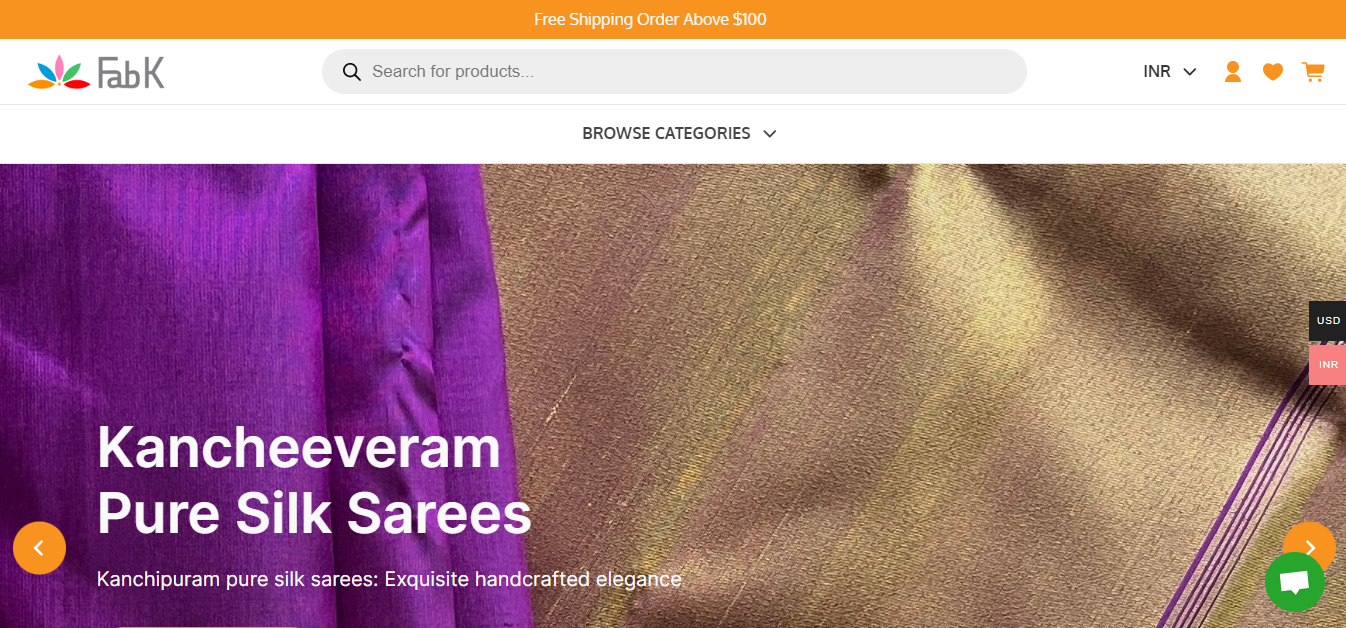 Free Shipping Order Above $100
Fab K
Search for products...
INR
BROWSE CATEGORIES
USD
INR
Kancheeveram
Pure Silk Sarees
Kanchipuram pure silk sarees: Exquisite handcrafted elegance